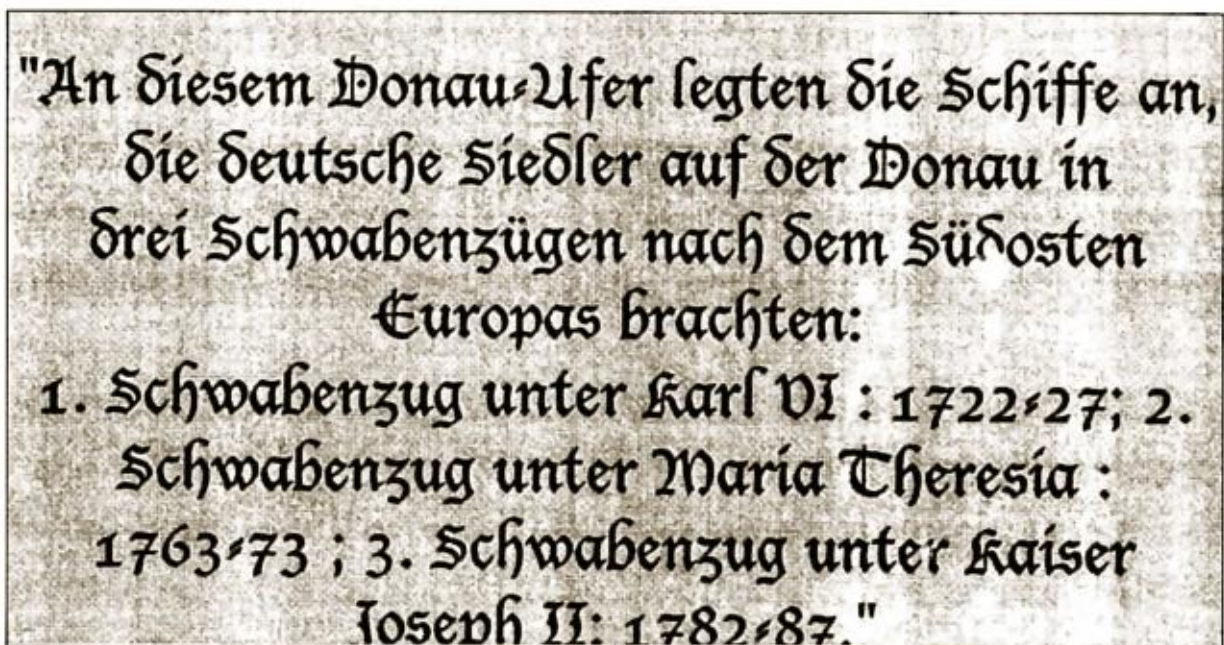 "An diesem Donau-Ufer legten die Schiffe an,
die deutsche Siedler auf der Donau in
drei Schwabenzügen nach dem Südosten
Europas brachten:
1. Schwabenzug unter Karl VI : 1722-27; 2.
Schwabenzug unter Maria Theresia :
1763-73 ; 3. Schwabenzug unter Kaiser
Joseph II: 1782-87."